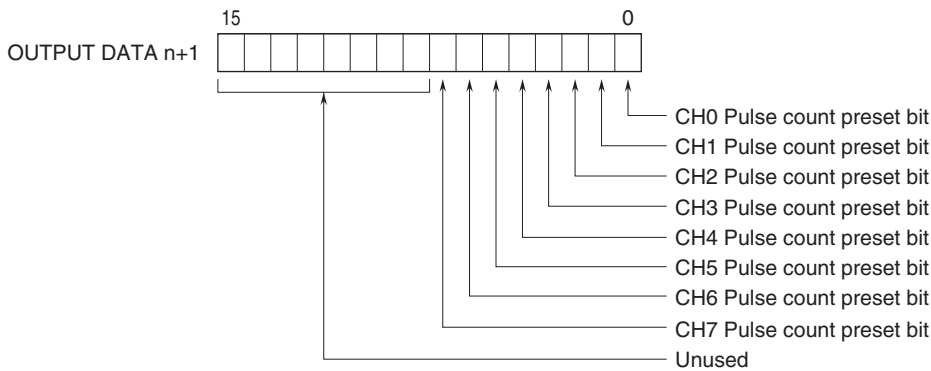 15 0
OUTPUT DATA n+1
CH0 Pulse count preset bit
CH1 Pulse count preset bit
CH2 Pulse count preset bit
CH3 Pulse count preset bit
CH4 Pulse count preset bit
CH5 Pulse count preset bit
CH6 Pulse count preset bit
CH7 Pulse count preset bit
Unused